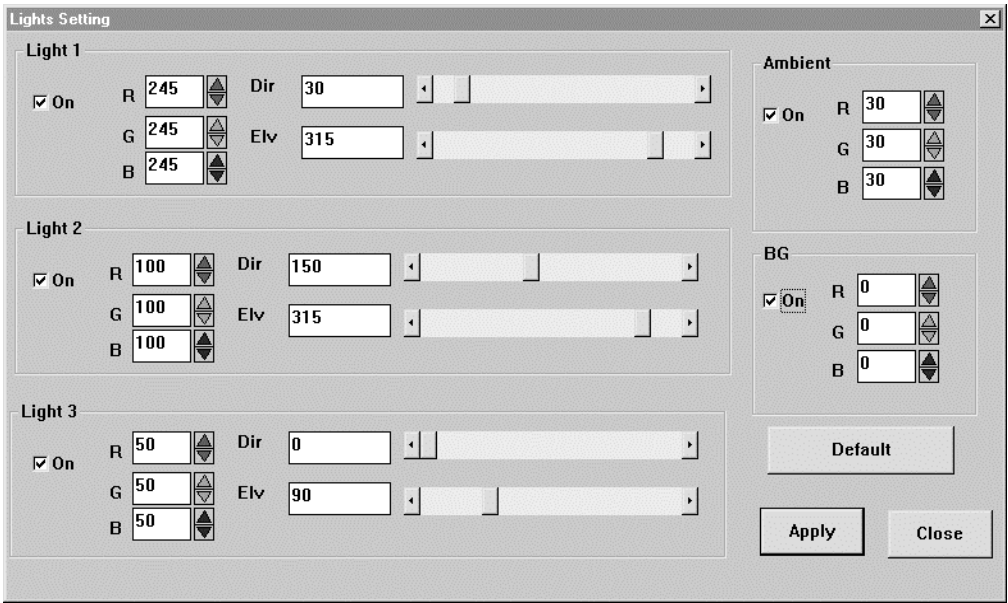 Lights Setting
Light 1
On
R 245
G 245
B 245
Dir 30
Elv 315
Light 2
On
R 100
G 100
B 100
Dir 150
Elv 315
Light 3
On
R 50
G 50
B 50
Dir 0
Elv 90
Ambient
On
R 30
G 30
B 30
BG
On
R 0
G 0
B 0
Default
Apply
Close